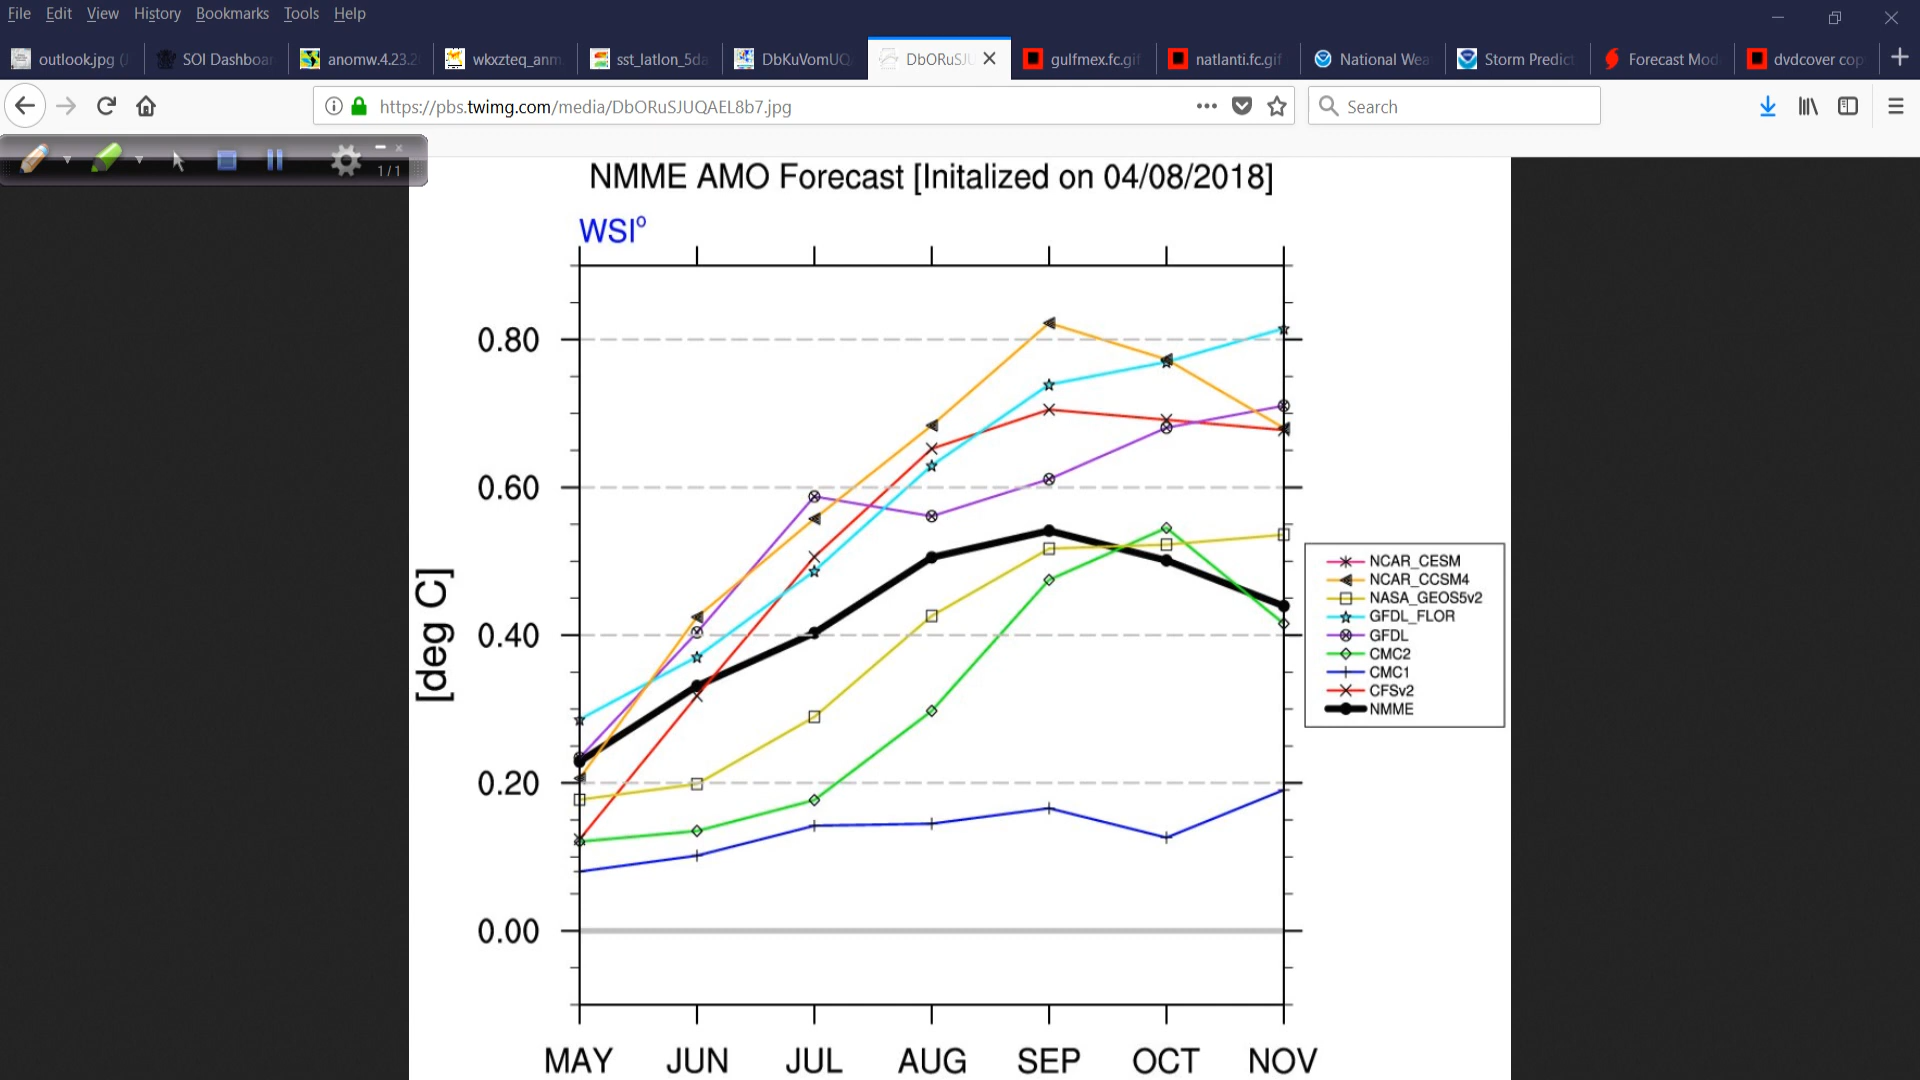 File Edit View History Bookmarks Tools Help
outlook.jpg (J
SOI Dashboar
anomw.4.23.2
wkxzteq_anm
sst_latlon_5da
DbKuVomUQ
DbORuSJU
gulfmex.fc.gif
natlanti.fc.gif
National Wea
Storm Predict
Forecast Mod
dvdcover cop
https://pbs.twimg.com/media/DbORuSJUQAEL8b7.jpg
Search
1/1
NMME AMO Forecast [Initalized on 04/08/2018]
WSIº
0.80
0.60
0.40
0.20
0.00
[deg C]
MAY JUN JUL AUG SEP OCT NOV
NCAR_CESM
NCAR_CCSM4
NASA_GEOS5v2
GFDL_FLOR
GFDL
CMC2
CMC1
CFSv2
NMME